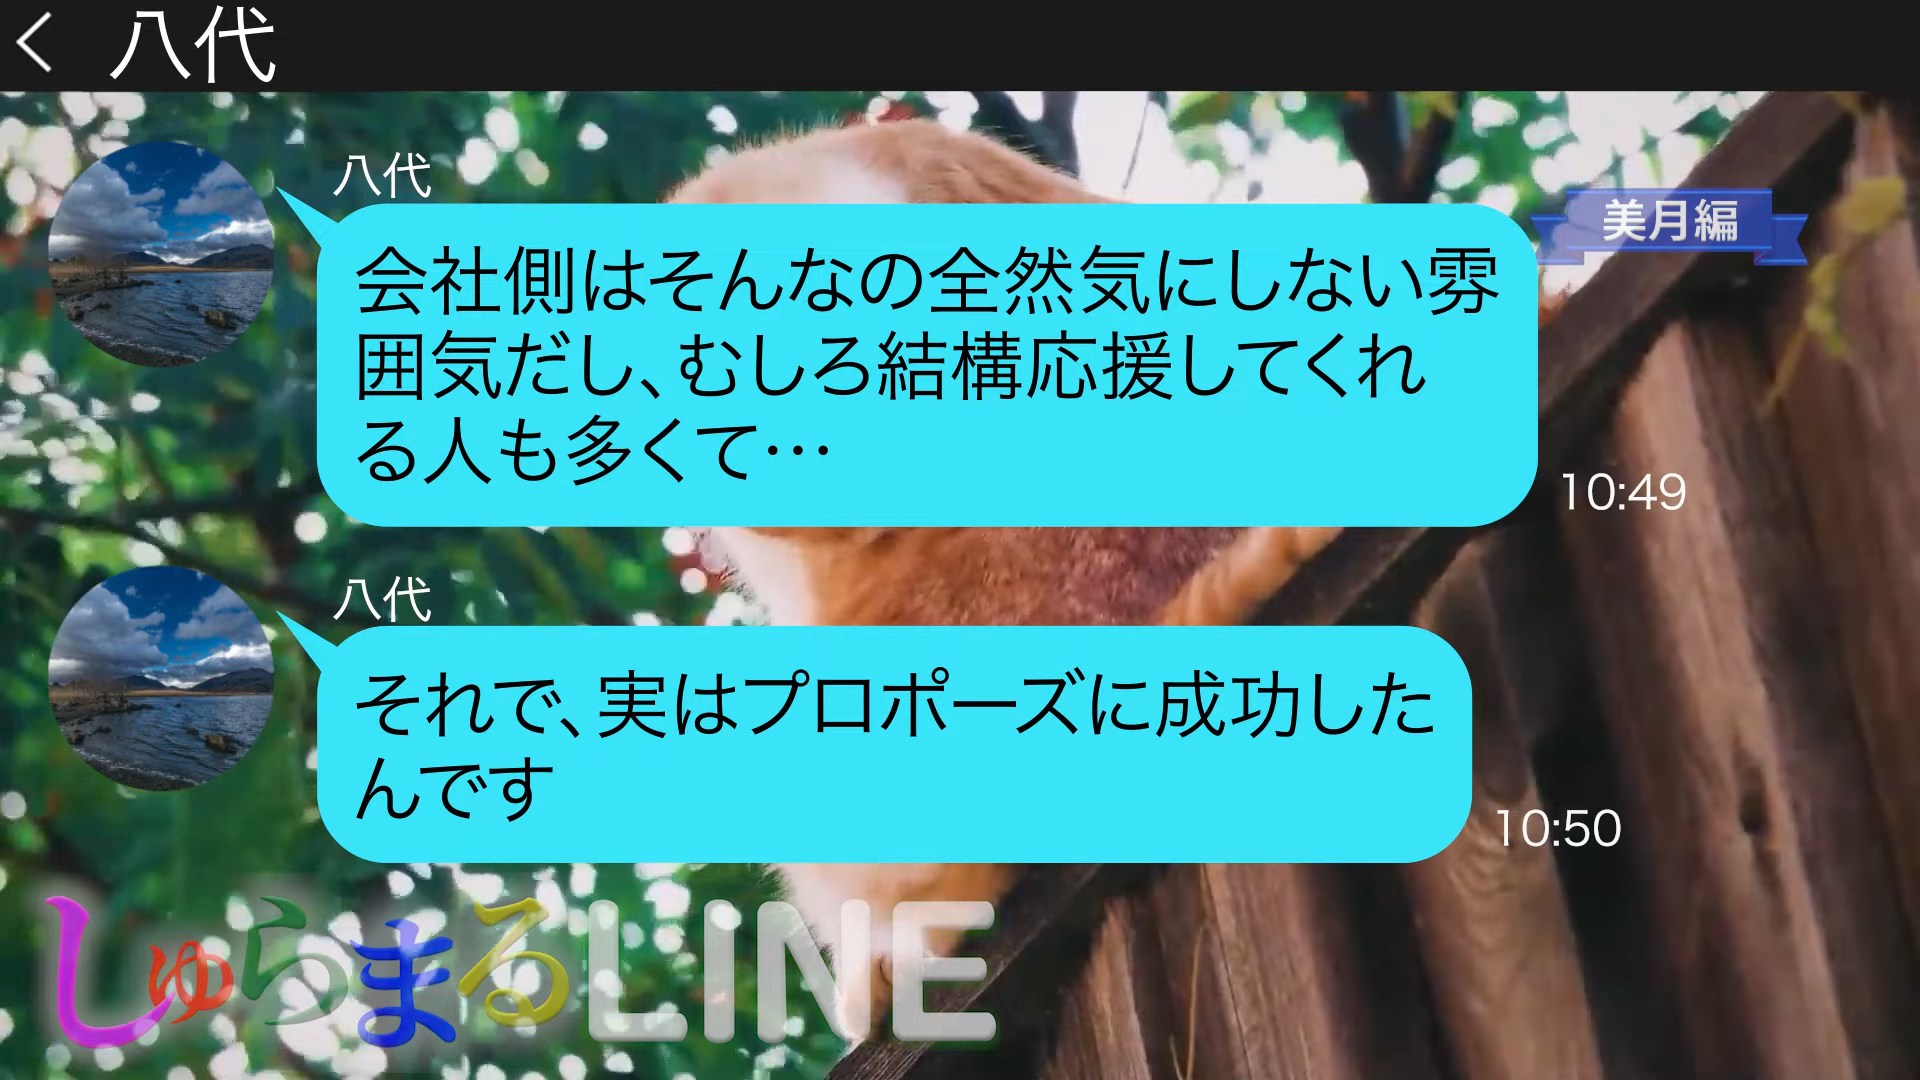 八代
八代
美月編
会社側はそんなの全然気にしない雰
囲気だし、むしろ結構応援してくれ
る人も多くて…
10:49
八代
それで、実はプロポーズに成功した
んです
10:50
しゅらまるLINE